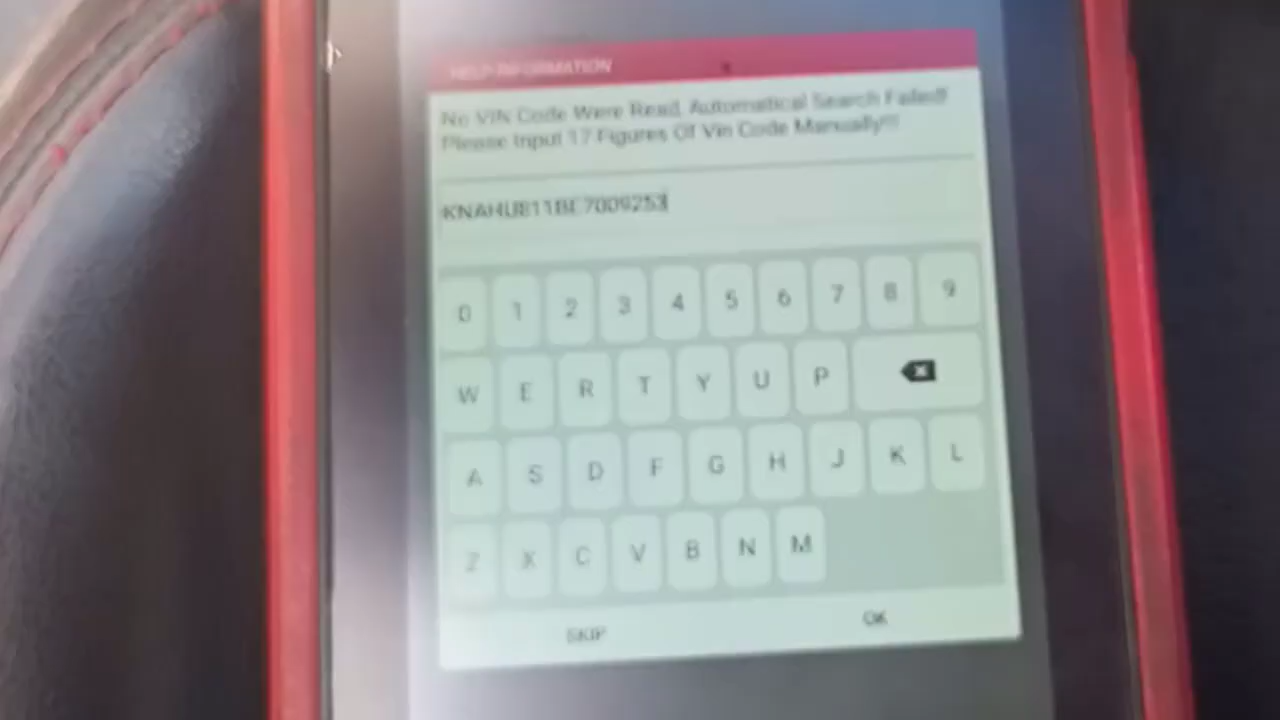 HELP INFORMATION
No VIN Code Were Read, Automatical Search Failed!
Please Input 17 Figures Of Vin Code Manually!!!
KNAHU811BE7009253
0 1 2 3 4 5 6 7 8 9
W E R T Y U P
A S D F G H J K L
Z X C V B N M
SKIP OK